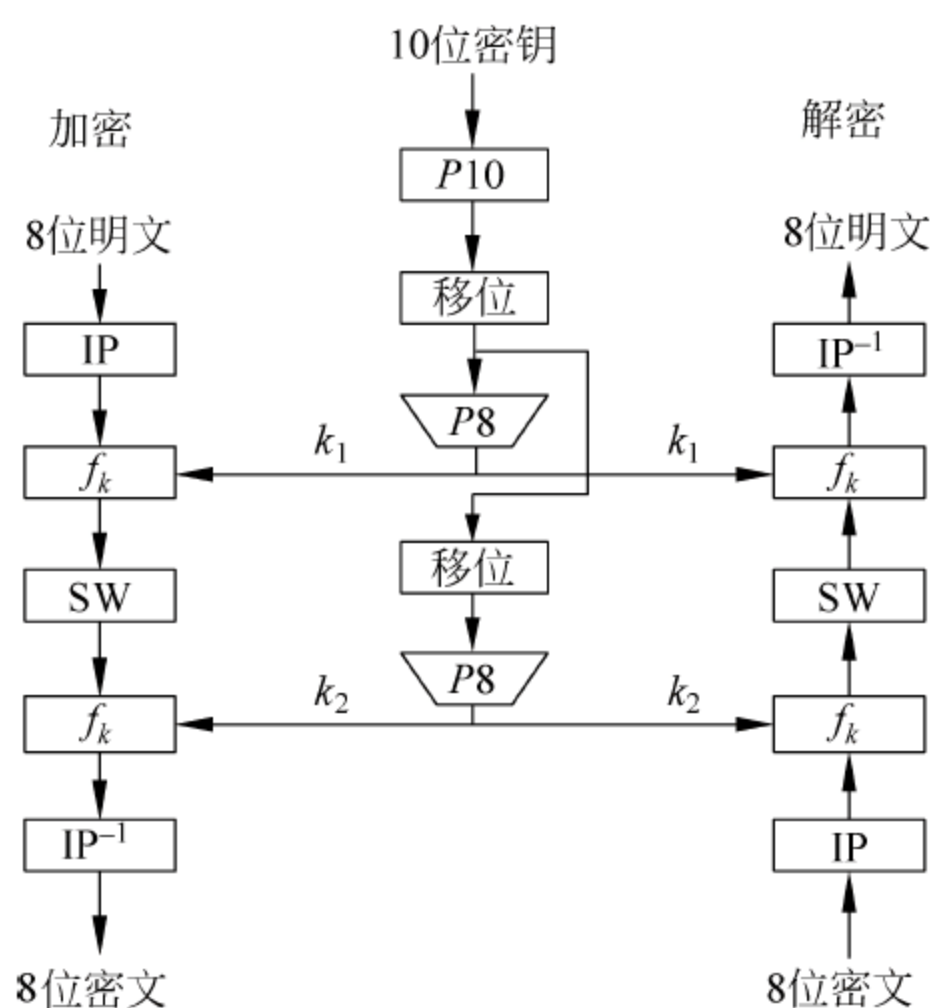 10位密钥
加密
解密
P10
8位明文
8位明文
移位
IP
IP⁻¹
P8
k₁
k₁
fₖ
fₖ
移位
SW
SW
P8
k₂
k₂
fₖ
fₖ
IP⁻¹
IP
8位密文
8位密文